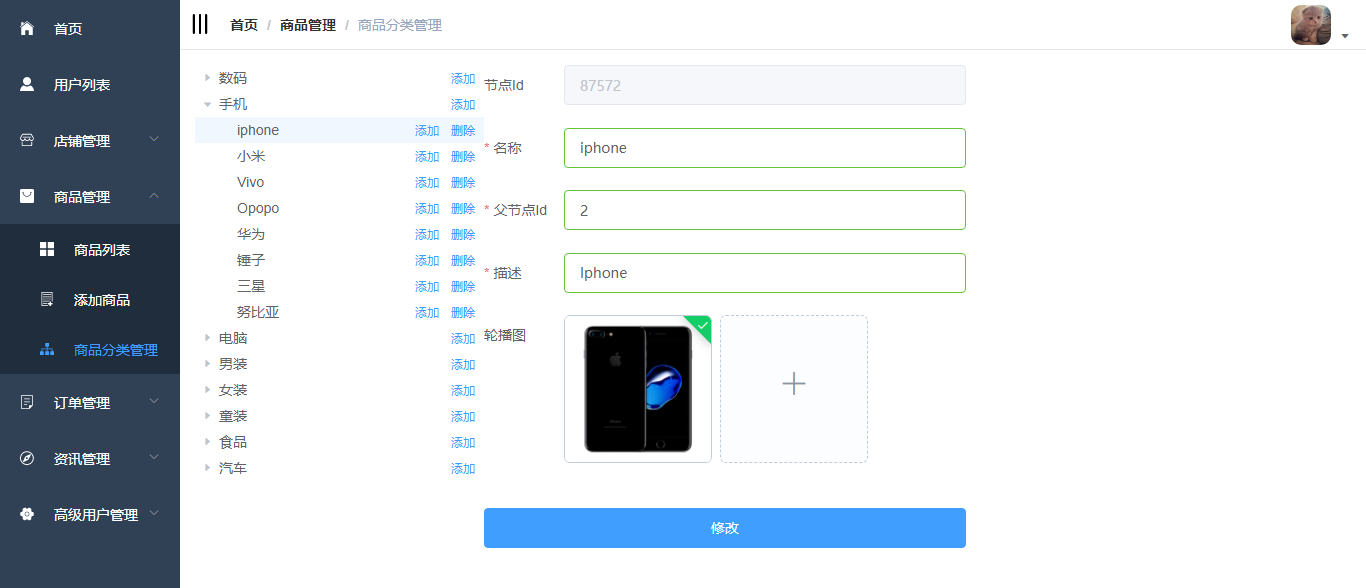 首页
用户列表
店铺管理
商品管理
商品列表
添加商品
商品分类管理
订单管理
资讯管理
高级用户管理
首页 / 商品管理 / 商品分类管理
数码 添加
手机 添加
iphone 添加 删除
小米 添加 删除
Vivo 添加 删除
Opopo 添加 删除
华为 添加 删除
锤子 添加 删除
三星 添加 删除
努比亚 添加 删除
电脑 添加
男装 添加
女装 添加
童装 添加
食品 添加
汽车 添加
节点Id 87572
* 名称 iphone
* 父节点Id 2
* 描述 Iphone
轮播图
修改